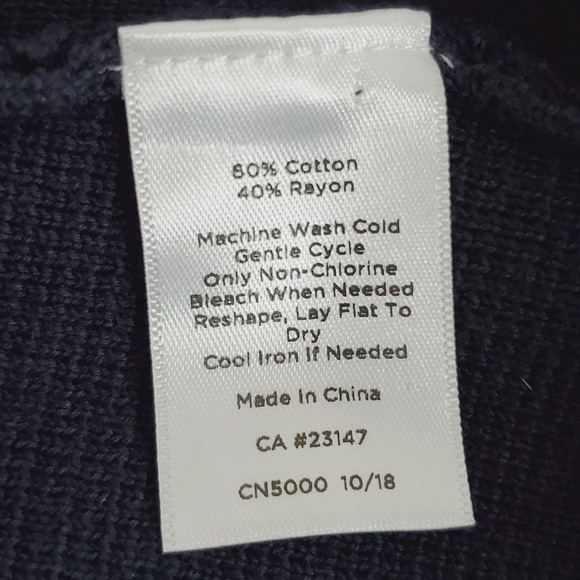 60% Cotton
40% Rayon
Machine Wash Cold
Gentle Cycle
Only Non-Chlorine
Bleach When Needed
Reshape, Lay Flat To
Dry
Cool Iron If Needed
Made In China
CA #23147
CN5000 10/18